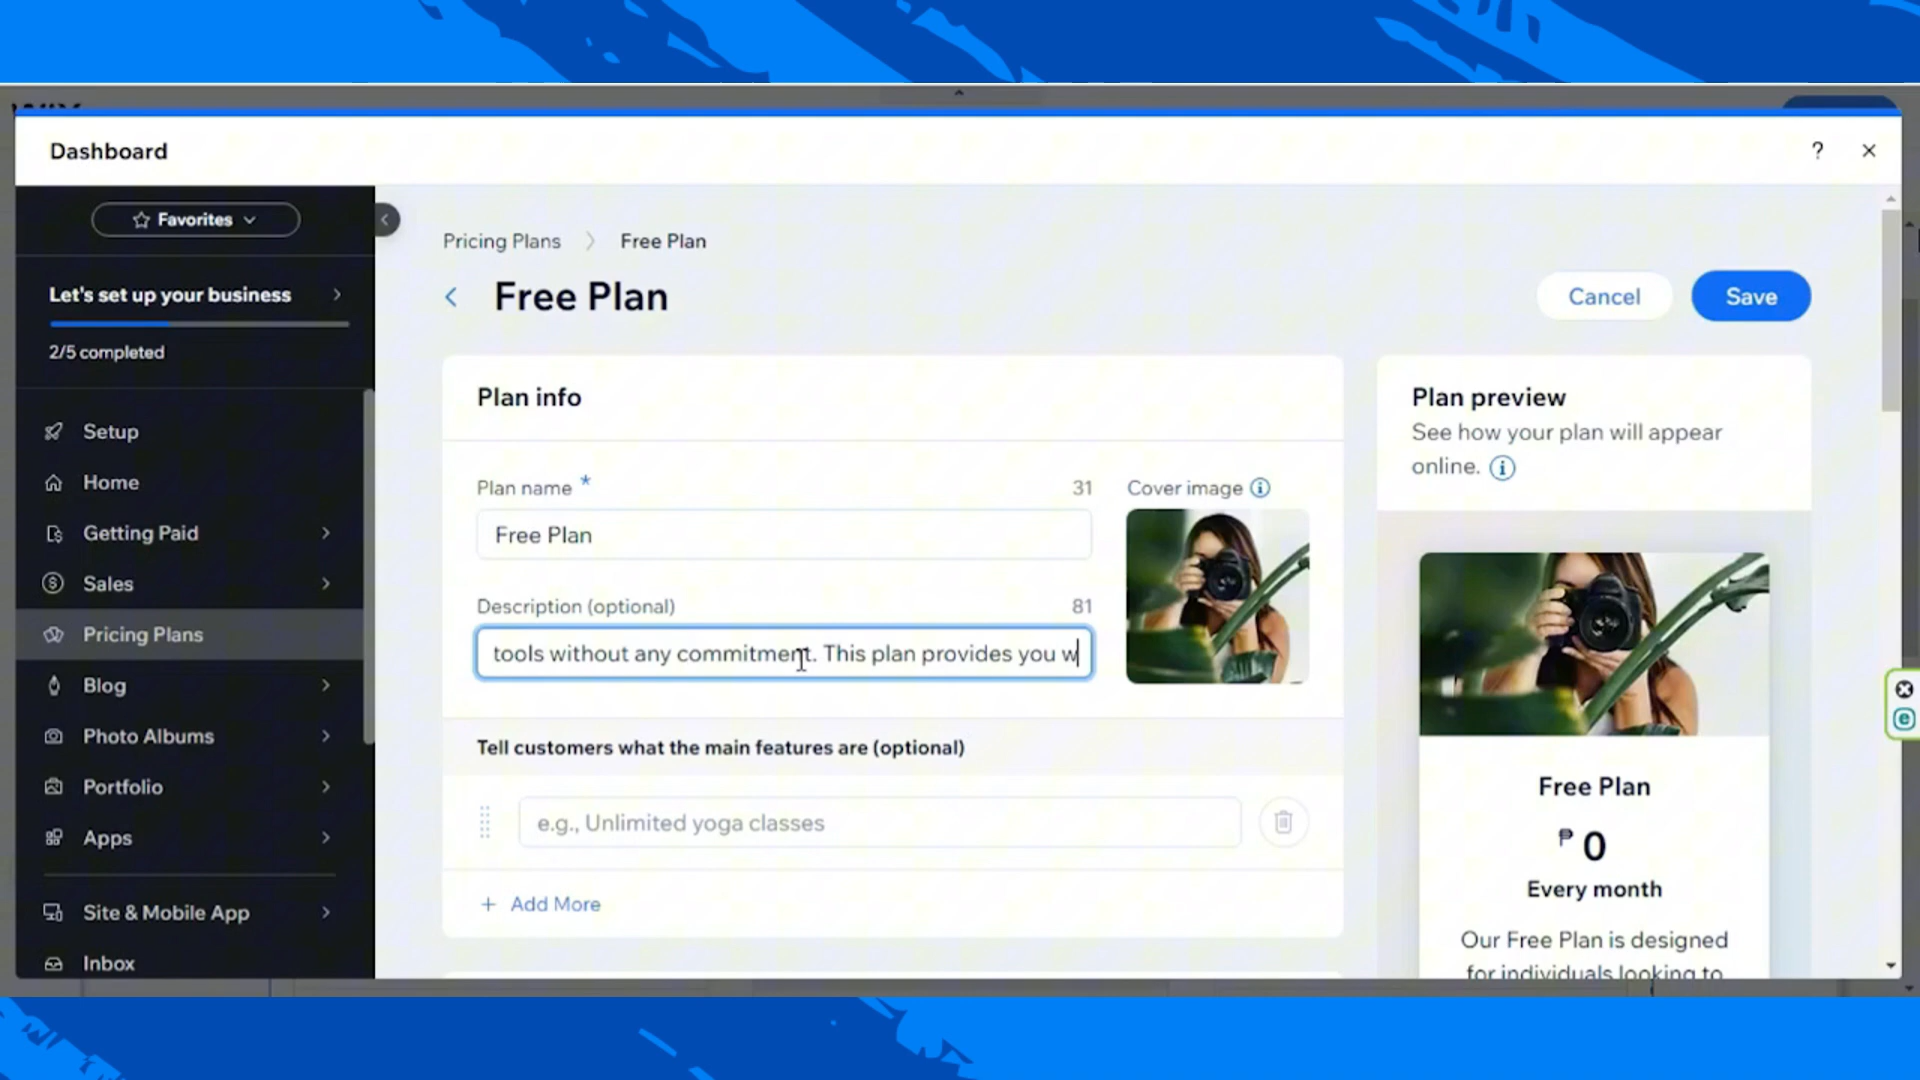 Dashboard
?
Favorites
Let's set up your business
2/5 completed
Setup
Home
Getting Paid
Sales
Pricing Plans
Blog
Photo Albums
Portfolio
Apps
Site & Mobile App
Inbox
Pricing Plans > Free Plan
Free Plan
Cancel
Save
Plan info
Plan name *
31
Free Plan
Description (optional)
81
tools without any commitment. This plan provides you w
Cover image
Tell customers what the main features are (optional)
e.g., Unlimited yoga classes
+ Add More
Plan preview
See how your plan will appear
online.
Free Plan
₱ 0
Every month
Our Free Plan is designed
for individuals looking to